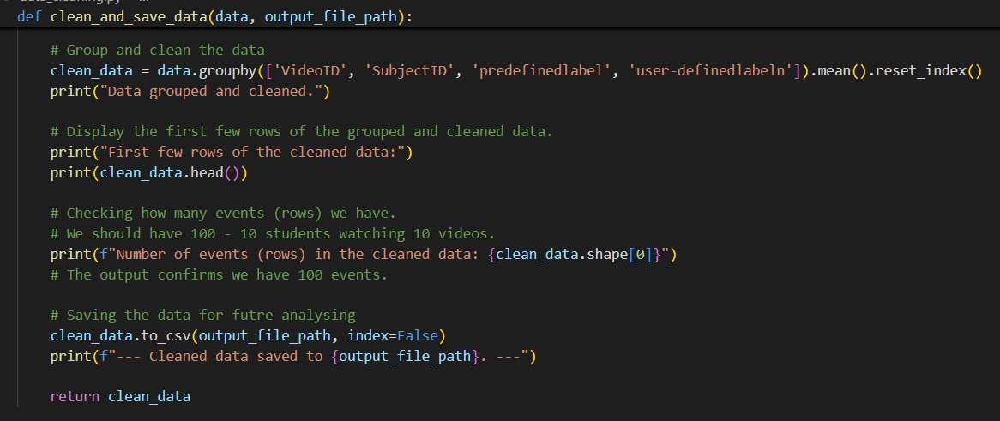 def clean_and_save_data(data, output_file_path):
# Group and clean the data
clean_data = data.groupby(['VideoID', 'SubjectID', 'predefinedlabel', 'user-definedlabeln']).mean().reset_index()
print("Data grouped and cleaned.")
# Display the first few rows of the grouped and cleaned data.
print("First few rows of the cleaned data:")
print(clean_data.head())
# Checking how many events (rows) we have.
# We should have 100 - 10 students watching 10 videos.
print(f"Number of events (rows) in the cleaned data: {clean_data.shape[0]}")
# The output confirms we have 100 events.
# Saving the data for futre analysing
clean_data.to_csv(output_file_path, index=False)
print(f"--- Cleaned data saved to {output_file_path}. ---")
return clean_data